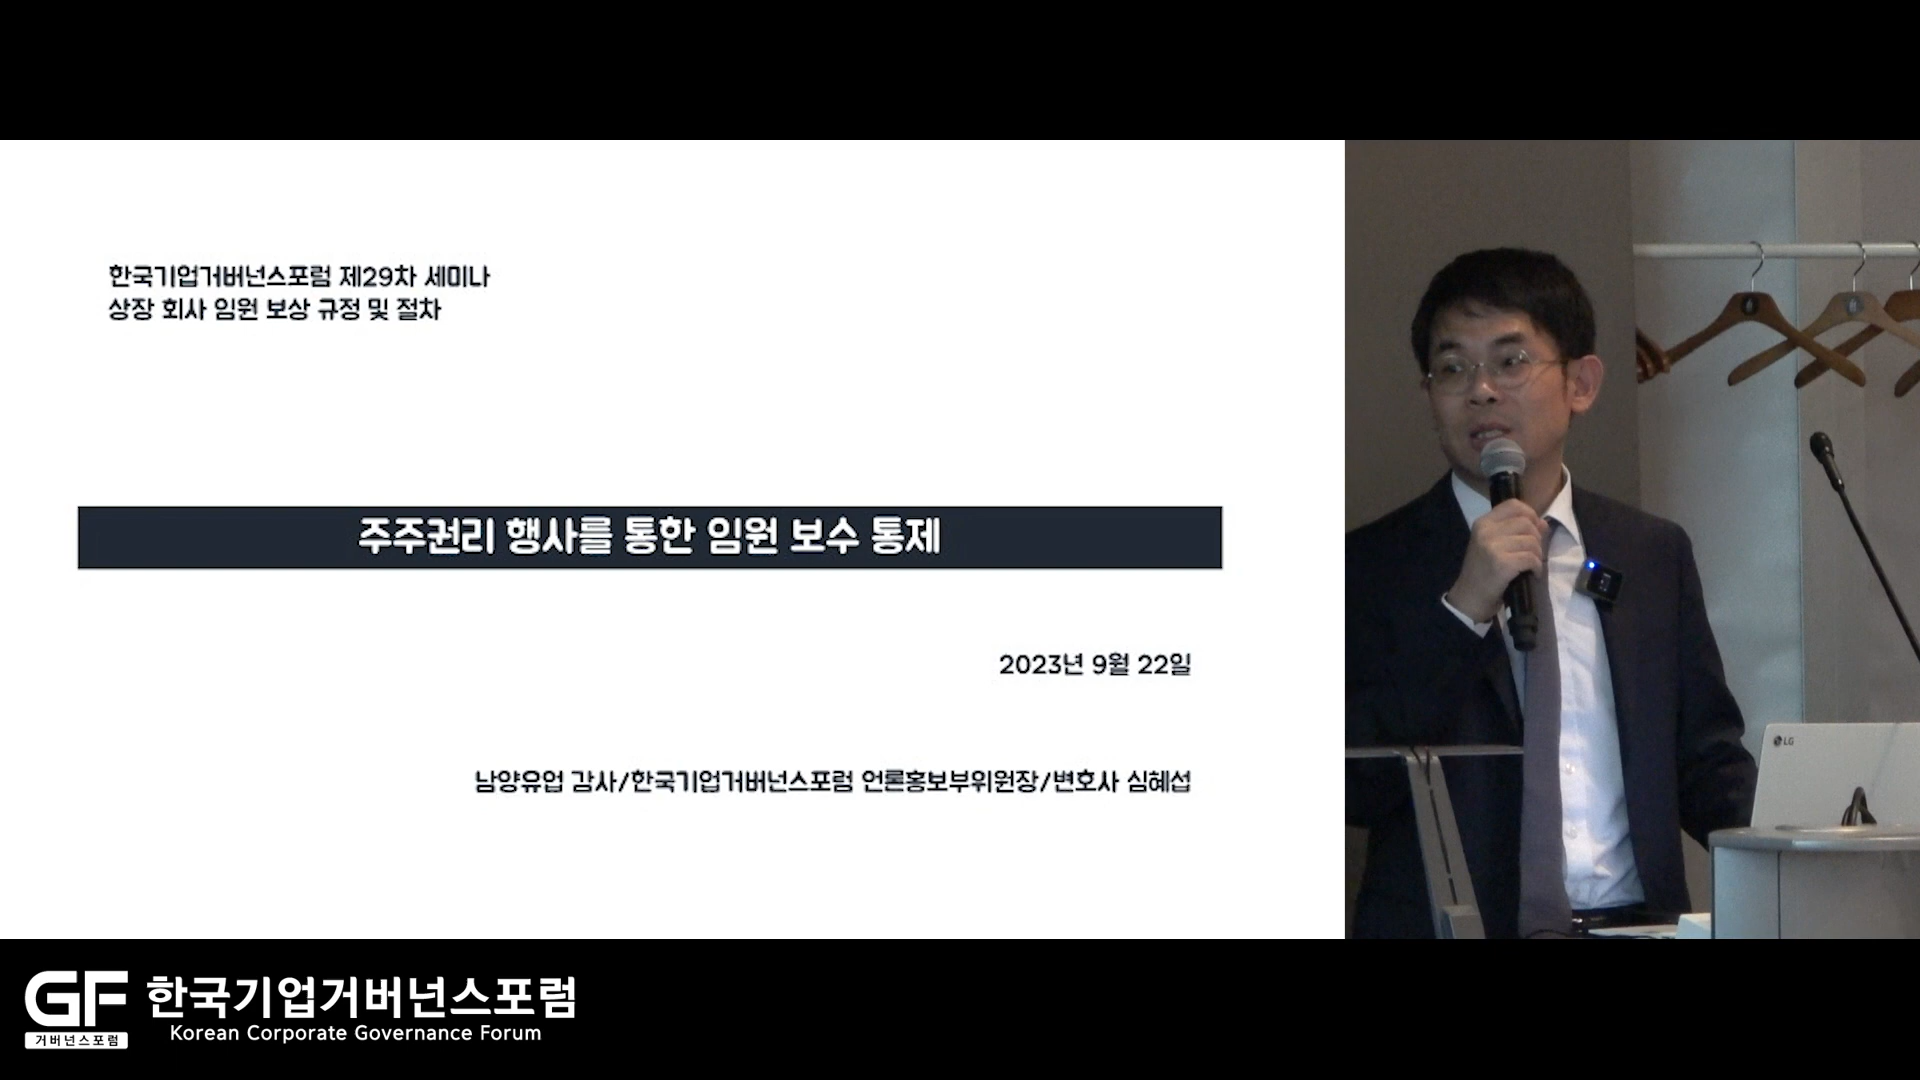 한국기업거버넌스포럼 제29차 세미나
상장 회사 임원 보상 규정 및 절차
주주권리 행사를 통한 임원 보수 통제
2023년 9월 22일
남양유업 감사/한국기업거버넌스포럼 언론홍보부위원장/변호사 심혜섭
LG
GF 한국기업거버넌스포럼
거버넌스포럼 Korean Corporate Governance Forum